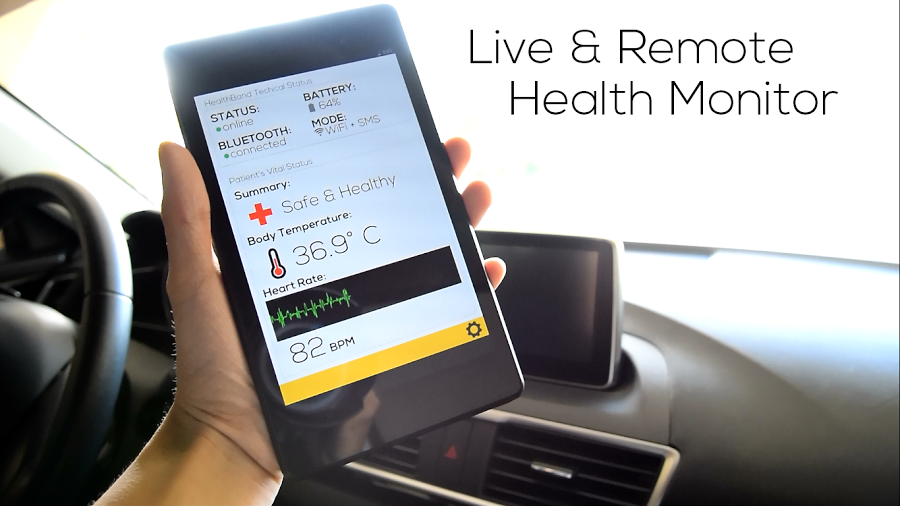 Live & Remote
Health Monitor
HealthBand Techical Status
STATUS:
online
BATTERY:
64%
BLUETOOTH:
connected
MODE:
WiFi + SMS
Patient's Vital Status
Summary:
Safe & Healthy
Body Temperature:
36.9° C
Heart Rate:
82 BPM